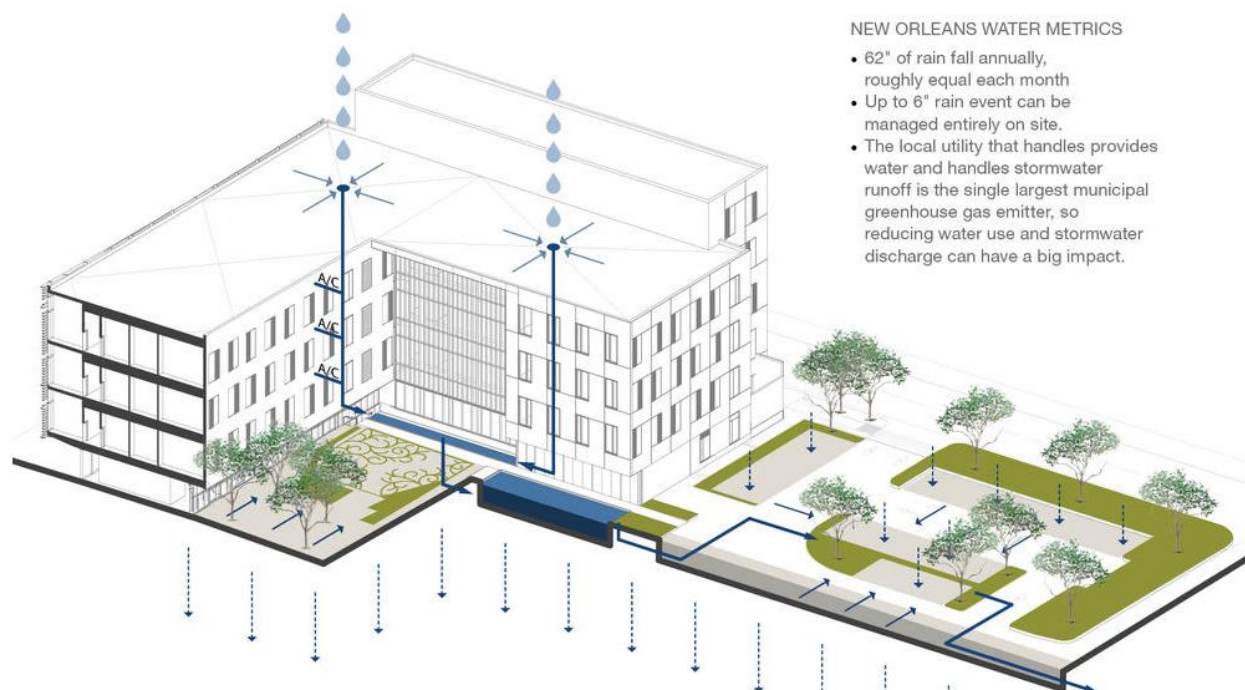 NEW ORLEANS WATER METRICS
• 62" of rain fall annually,
roughly equal each month
• Up to 6" rain event can be
managed entirely on site.
• The local utility that handles provides
water and handles stormwater
runoff is the single largest municipal
greenhouse gas emitter, so
reducing water use and stormwater
discharge can have a big impact.
A/C
A/C
A/C